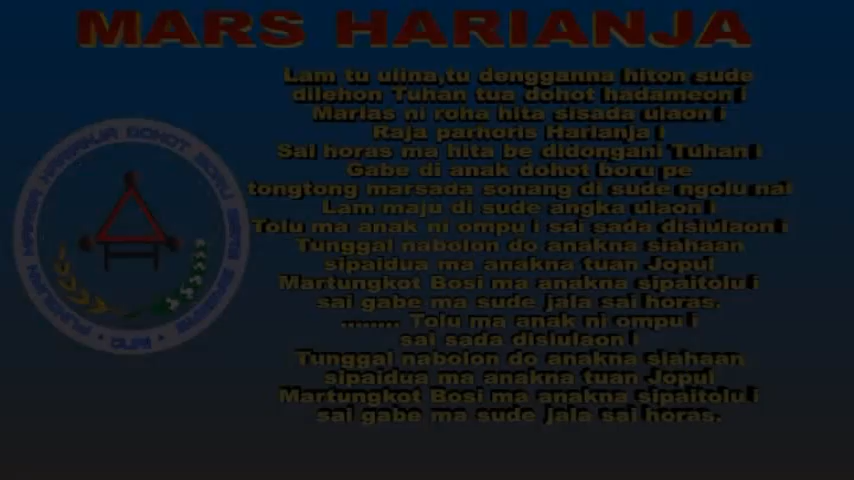 MARS HARIANJA
Lam tu ulina,tu dengganna hiton sude
dilehon Tuhan tua dohot hadameon i
Marlas ni roha hita sisada ulaon i
Raja parhoris Harianja i
Sai horas ma hita be didongani Tuhan i
Gabe di anak dohot boru pe
tongtong marsada sonang di sude ngolu nai
Lam maju di sude angka ulaon i
Tolu ma anak ni ompu i sai sada disiulaon i
Tunggal nabolon do anakna siahaan
sipaidua ma anakna tuan Jopul
Martungkot Bosi ma anakna sipaitolu i
sai gabe ma sude jala sai horas.
........ Tolu ma anak ni ompu i
sai sada disiulaon i
Tunggal nabolon do anakna siahaan
sipaidua ma anakna tuan Jopul
Martungkot Bosi ma anakna sipaitolu i
sai gabe ma sude jala sai horas.
HARIANJA DOHOT BORU
DURI